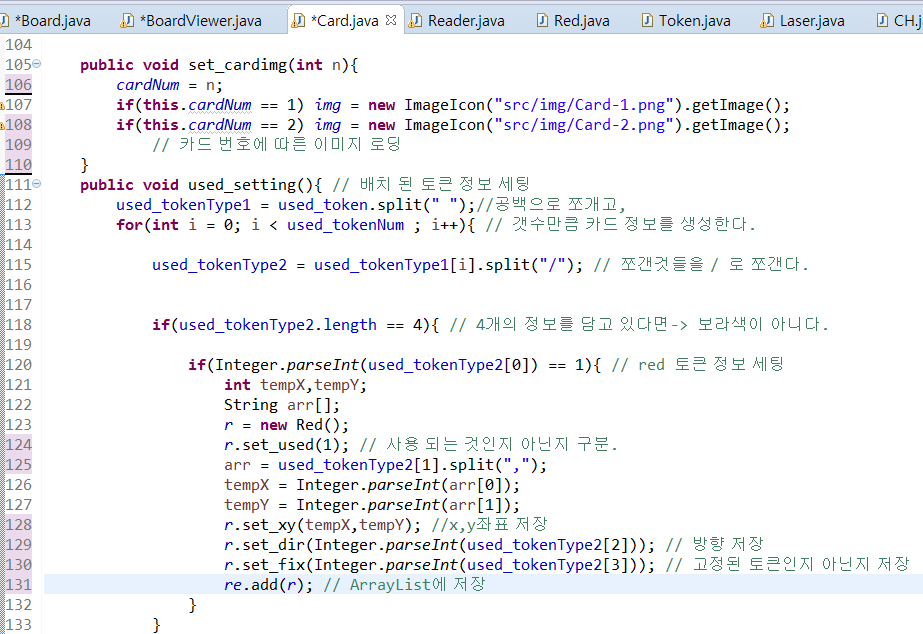 *Board.java *BoardViewer.java *Card.java Reader.java Red.java Token.java Laser.java CH.j
104
105 public void set_cardimg(int n){
106 cardNum = n;
107 if(this.cardNum == 1) img = new ImageIcon("src/img/Card-1.png").getImage();
108 if(this.cardNum == 2) img = new ImageIcon("src/img/Card-2.png").getImage();
109 // 카드 번호에 따른 이미지 로딩
110 }
111 public void used_setting(){ // 배치 된 토큰 정보 세팅
112 used_tokenType1 = used_token.split(" ");//공백으로 쪼개고,
113 for(int i = 0; i < used_tokenNum ; i++){ // 갯수만큼 카드 정보를 생성한다.
114
115 used_tokenType2 = used_tokenType1[i].split("/"); // 쪼갠것들을 / 로 쪼갠다.
116
117
118 if(used_tokenType2.length == 4){ // 4개의 정보를 담고 있다면-> 보라색이 아니다.
119
120 if(Integer.parseInt(used_tokenType2[0]) == 1){ // red 토큰 정보 세팅
121 int tempX,tempY;
122 String arr[];
123 r = new Red();
124 r.set_used(1); // 사용 되는 것인지 아닌지 구분.
125 arr = used_tokenType2[1].split(",");
126 tempX = Integer.parseInt(arr[0]);
127 tempY = Integer.parseInt(arr[1]);
128 r.set_xy(tempX,tempY); //x,y좌표 저장
129 r.set_dir(Integer.parseInt(used_tokenType2[2])); // 방향 저장
130 r.set_fix(Integer.parseInt(used_tokenType2[3])); // 고정된 토큰인지 아닌지 저장
131 re.add(r); // ArrayList에 저장
132 }
133 }